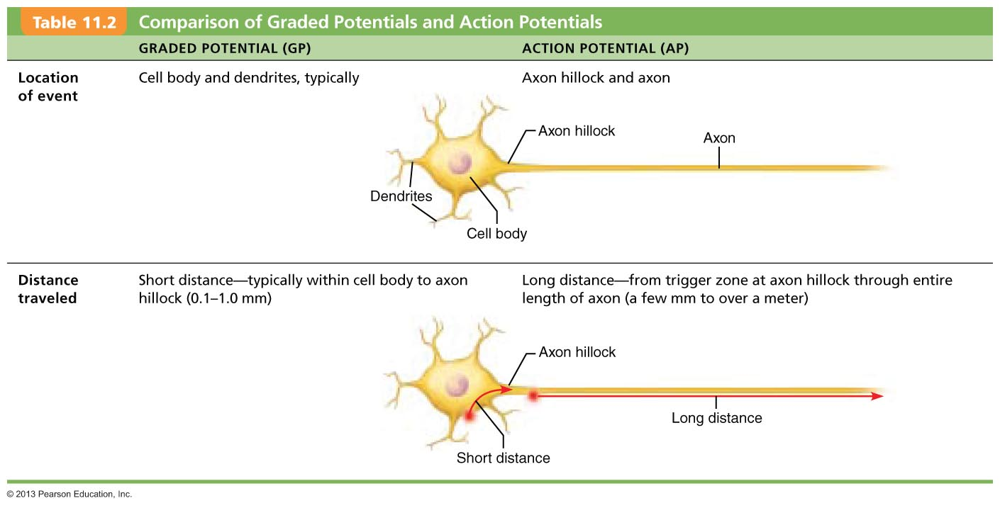 Table 11.2 Comparison of Graded Potentials and Action Potentials
GRADED POTENTIAL (GP) ACTION POTENTIAL (AP)
Location
of event
Cell body and dendrites, typically
Axon hillock and axon
Axon hillock
Axon
Dendrites
Cell body
Distance
traveled
Short distance—typically within cell body to axon
hillock (0.1–1.0 mm)
Long distance—from trigger zone at axon hillock through entire
length of axon (a few mm to over a meter)
Axon hillock
Long distance
Short distance
© 2013 Pearson Education, Inc.